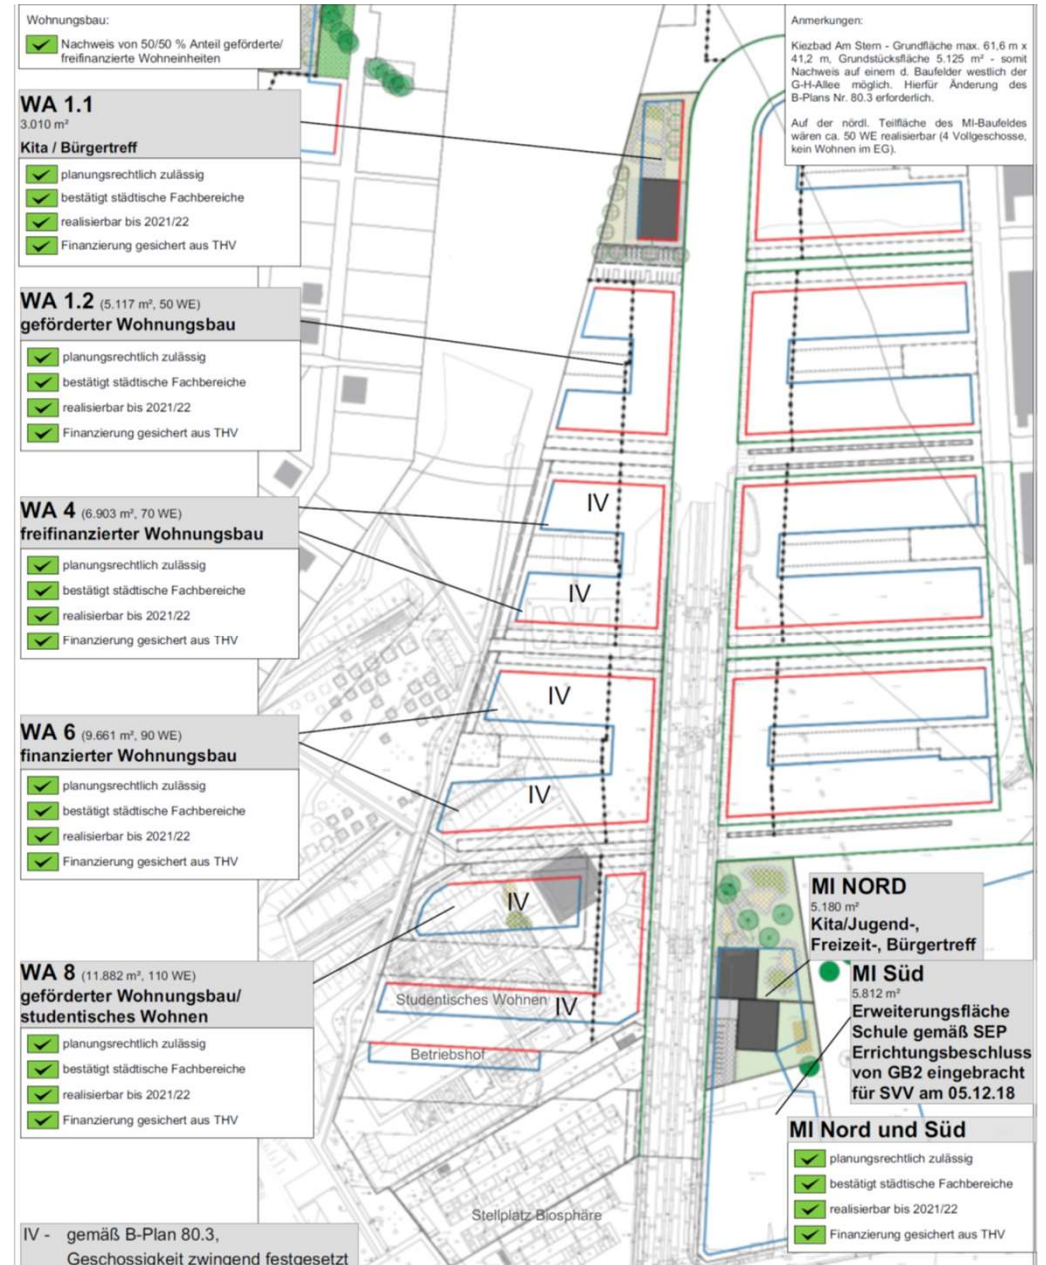 Wohnungsbau:
Nachweis von 50/50 % Anteil geförderte/
freifinanzierte Wohneinheiten
WA 1.1
3.010 m²
Kita / Bürgertreff
planungsrechtlich zulässig
bestätigt städtische Fachbereiche
realisierbar bis 2021/22
Finanzierung gesichert aus THV
WA 1.2 (5.117 m², 50 WE)
geförderter Wohnungsbau
planungsrechtlich zulässig
bestätigt städtische Fachbereiche
realisierbar bis 2021/22
Finanzierung gesichert aus THV
WA 4 (6.903 m², 70 WE)
freifinanzierter Wohnungsbau
planungsrechtlich zulässig
bestätigt städtische Fachbereiche
realisierbar bis 2021/22
Finanzierung gesichert aus THV
WA 6 (9.661 m², 90 WE)
finanzierter Wohnungsbau
planungsrechtlich zulässig
bestätigt städtische Fachbereiche
realisierbar bis 2021/22
Finanzierung gesichert aus THV
WA 8 (11.882 m², 110 WE)
geförderter Wohnungsbau/
studentisches Wohnen
planungsrechtlich zulässig
bestätigt städtische Fachbereiche
realisierbar bis 2021/22
Finanzierung gesichert aus THV
IV - gemäß B-Plan 80.3,
Geschossigkeit zwingend festgesetzt
IV
IV
IV
IV
IV
Studentisches Wohnen IV
Betriebshof
Stellplatz Biosphäre
Anmerkungen:
Kiezbad Am Stern - Grundfläche max. 61,6 m x
41,2 m, Grundstücksfläche 5.125 m² - somit
Nachweis auf einem d. Baufelder westlich der
G-H-Allee möglich. Hierfür Änderung des
B-Plans Nr. 80.3 erforderlich.
Auf der nördl. Teilfläche des MI-Baufeldes
wären ca. 50 WE realisierbar (4 Vollgeschosse,
kein Wohnen im EG).
MI NORD
5.180 m²
Kita/Jugend-,
Freizeit-, Bürgertreff
MI Süd
5.812 m²
Erweiterungsfläche
Schule gemäß SEP
Errichtungsbeschluss
von GB2 eingebracht
für SVV am 05.12.18
MI Nord und Süd
planungsrechtlich zulässig
bestätigt städtische Fachbereiche
realisierbar bis 2021/22
Finanzierung gesichert aus THV